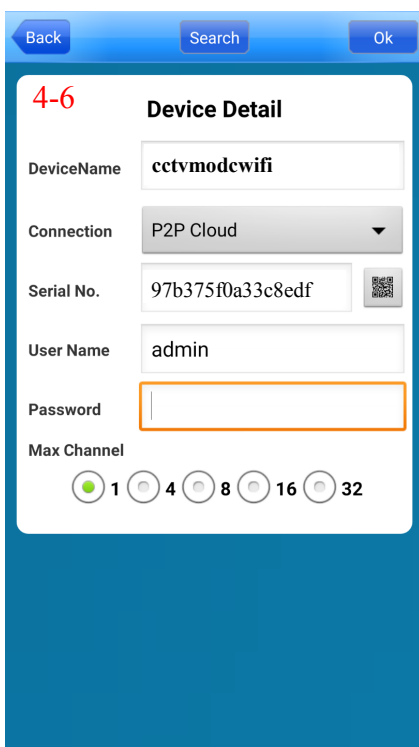 Back Search Ok
4-6 Device Detail
DeviceName cctvmodcwifi
Connection P2P Cloud
Serial No. 97b375f0a33c8edf
User Name admin
Password
Max Channel
1 4 8 16 32